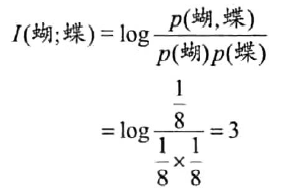 I(蝴;蝶) = log p(蝴,蝶) / p(蝴)p(蝶)
= log 1/8 / 1/8 × 1/8 = 3